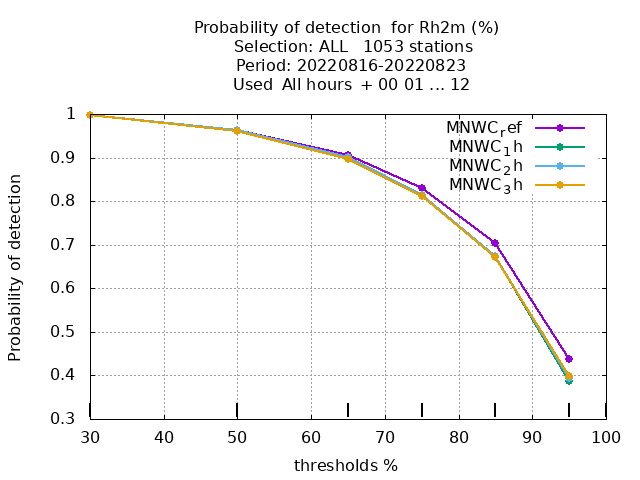 Probability of detection  for Rh2m (%)
Selection: ALL   1053 stations
Period: 20220816-20220823
Used  All hours  + 00 01 ... 12
MNWC_ref
MNWC_1h
MNWC_2h
MNWC_3h
Probability of detection
1
0.9
0.8
0.7
0.6
0.5
0.4
0.3
30 40 50 60 70 80 90 100
thresholds %